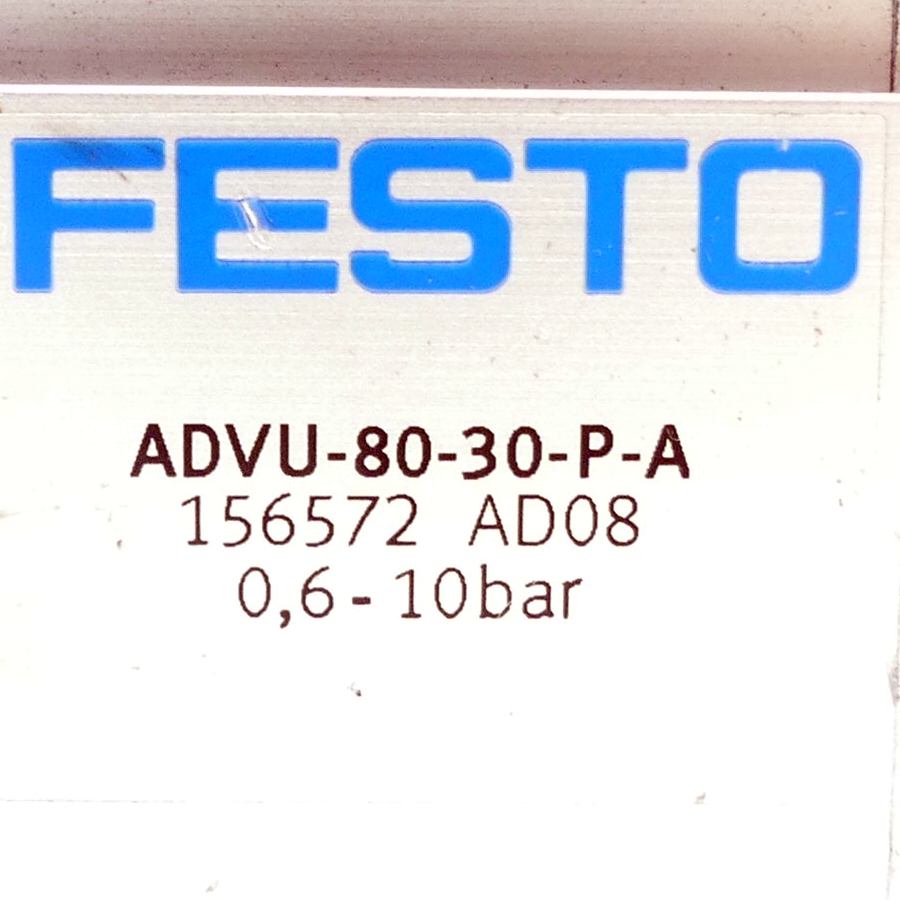 FESTO
ADVU-80-30-P-A
156572 AD08
0,6-10bar